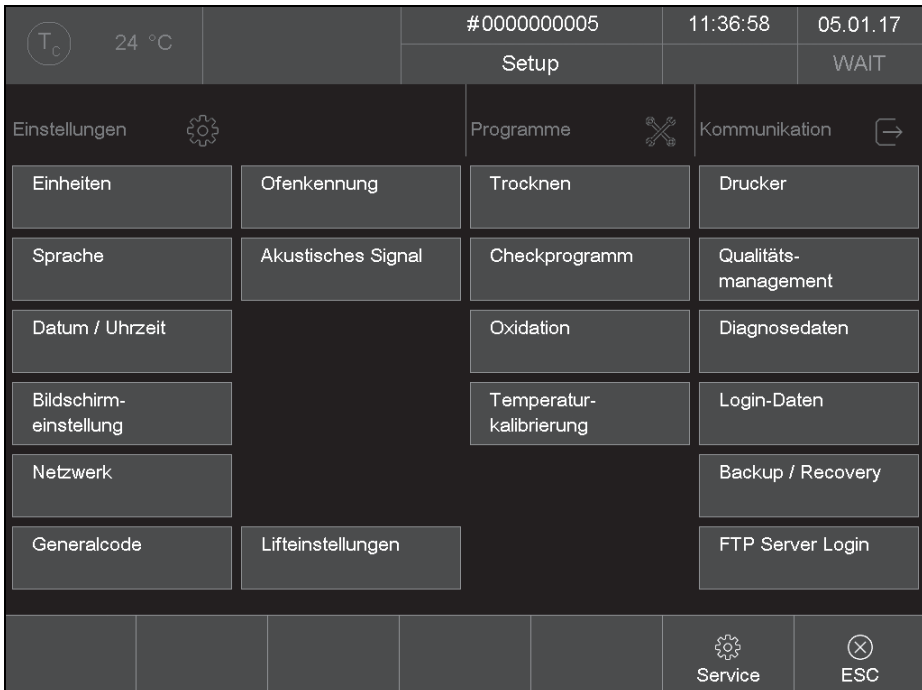 Tc 24 °C
#0000000005 11:36:58 05.01.17
Setup WAIT
Einstellungen Programme Kommunikation
Einheiten Ofenkennung Trocknen Drucker
Sprache Akustisches Signal Checkprogramm Qualitäts-
management
Datum / Uhrzeit Oxidation Diagnosedaten
Bildschirm-
einstellung
Temperatur-
kalibrierung
Login-Daten
Netzwerk Backup / Recovery
Generalcode Lifteinstellungen FTP Server Login
Service ESC